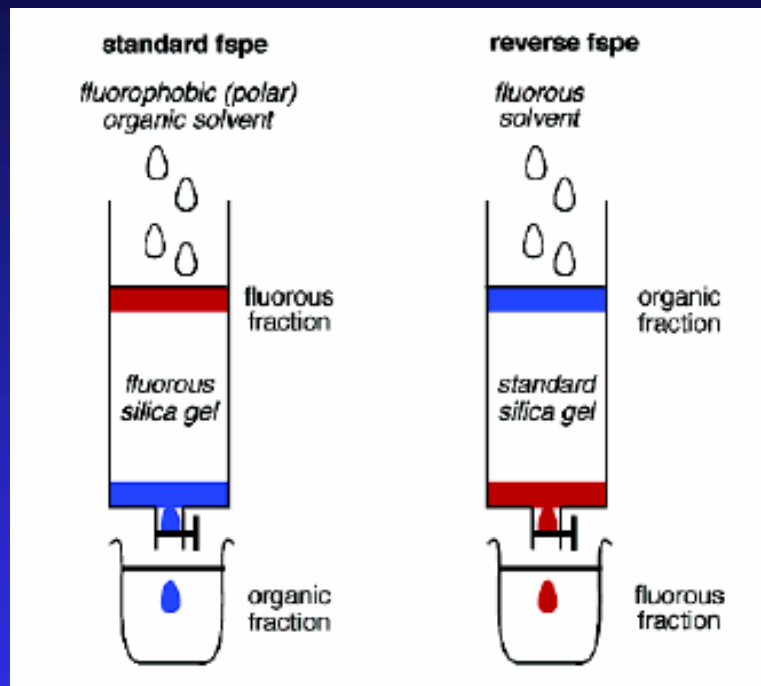 standard fspe
fluorophobic (polar)
organic solvent
fluorous
fraction
fluorous
silica gel
organic
fraction
reverse fspe
fluorous
solvent
organic
fraction
standard
silica gel
fluorous
fraction